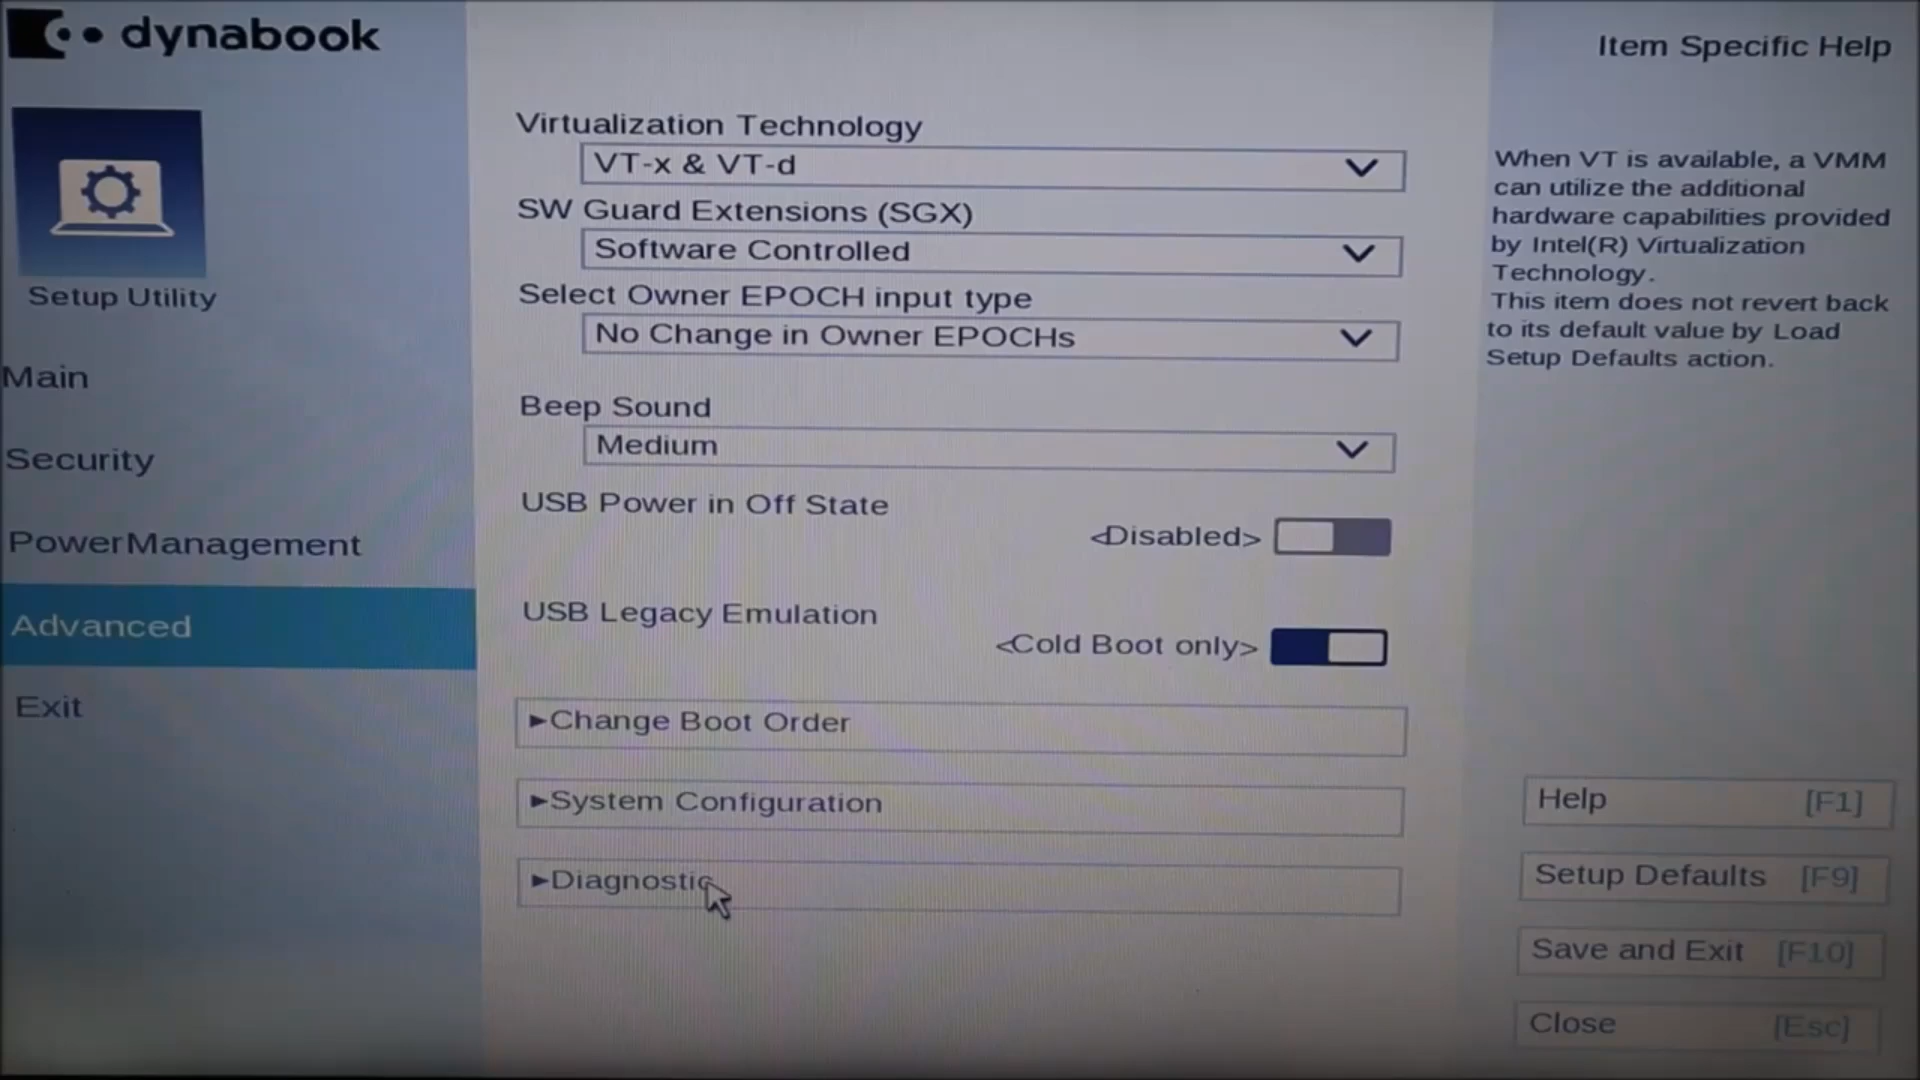 dynabook
Setup Utility
Main
Security
PowerManagement
Advanced
Exit
Virtualization Technology
VT-x & VT-d
SW Guard Extensions (SGX)
Software Controlled
Select Owner EPOCH input type
No Change in Owner EPOCHs
Beep Sound
Medium
USB Power in Off State
<Disabled>
USB Legacy Emulation
<Cold Boot only>
►Change Boot Order
►System Configuration
►Diagnostic
Item Specific Help
When VT is available, a VMM
can utilize the additional
hardware capabilities provided
by Intel(R) Virtualization
Technology.
This item does not revert back
to its default value by Load
Setup Defaults action.
Help [F1]
Setup Defaults [F9]
Save and Exit [F10]
Close [Esc]